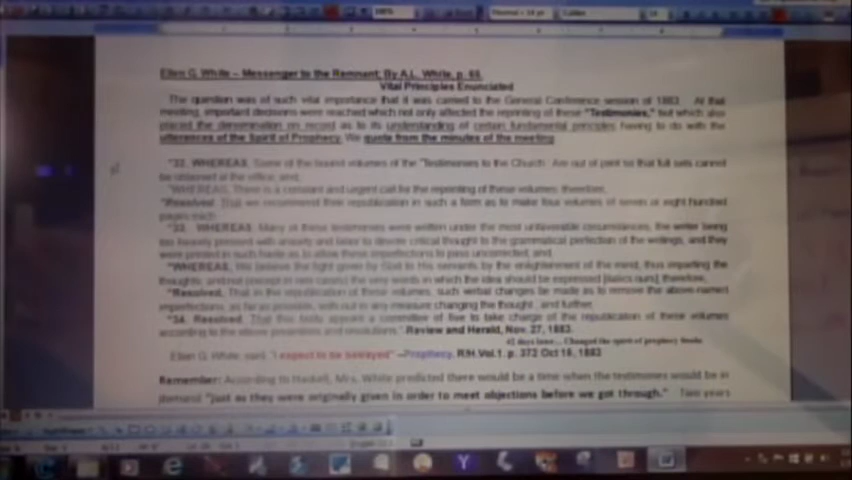 Ellen G. White – Messenger to the Remnant; By A.L. White, p. 65.
Vital Principles Enunciated
The question was of such vital importance that it was carried to the General Conference session of 1883. At that
meeting, important decisions were reached which not only affected the reprinting of these "Testimonies," but which also
placed the denomination on record as to its understanding of certain fundamental principles having to do with the
utterances of the Spirit of Prophecy. We quote from the minutes of the meeting
"32. WHEREAS, Some of the bound volumes of the "Testimonies to the Church" Are out of print so that full sets cannot
be obtained at the office; and;
"WHEREAS, There is a constant and urgent call for the reprinting of these volumes; therefore,
"Resolved, That we recommend their republication in such a form as to make four volumes of seven or eight hundred
pages each
"33. WHEREAS, Many of these testimonies were written under the most unfavorable circumstances, the writer being
too heavily pressed with anxiety and labor to devote critical thought to the grammatical perfection of the writings, and they
were printed in such haste as to allow these imperfections to pass uncorrected; and,
"WHEREAS, We believe the light given by God to His servants by the enlightenment of the mind, thus imparting the
thoughts, and not (except in rare cases) the very words in which the idea should be expressed [italics ours]; therefore,
"Resolved, That in the republication of these volumes, such verbal changes be made as to remove the above-named
imperfections, as far as possible, without in any measure changing the thought; and further,
"34. Resolved, That this body appoint a committee of five to take charge of the republication of these volumes
according to the above preambles and resolutions." Review and Herald, Nov. 27, 1883.
42 days later... Changed the spirit of prophecy books
Ellen G. White said: "I expect to be betrayed" –Prophecy. R/H.Vol.1. p. 372 Oct 16, 1883
Remember: According to Haskell, Mrs. White predicted there would be a time when the testimonies would be in
demand "just as they were originally given in order to meet objections before we got through." Two years